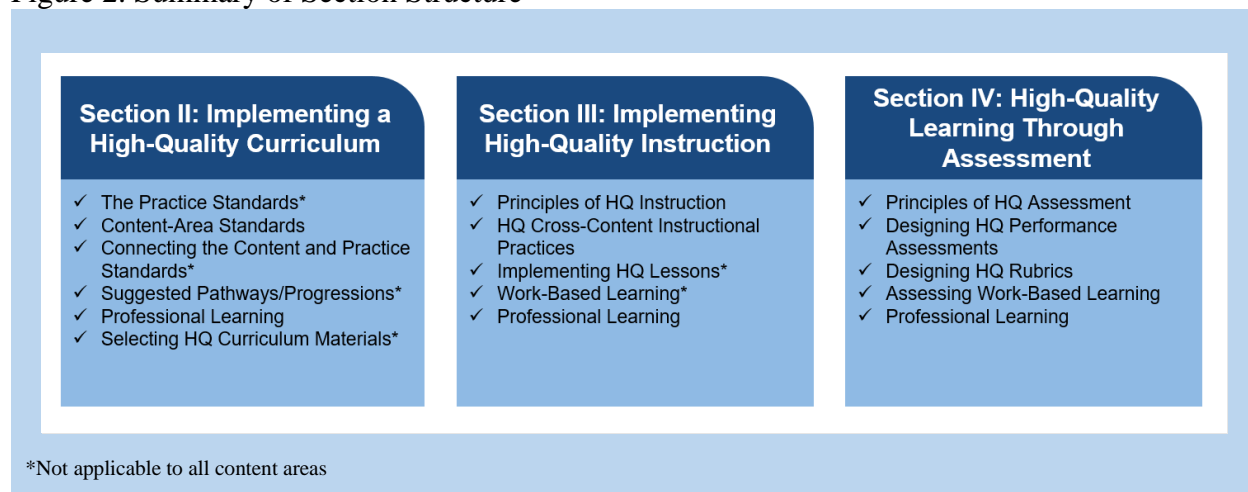 Figure 2: Summary of Section Structure
Section II: Implementing a
High-Quality Curriculum
✓ The Practice Standards*
✓ Content-Area Standards
✓ Connecting the Content and Practice
Standards*
✓ Suggested Pathways/Progressions*
✓ Professional Learning
✓ Selecting HQ Curriculum Materials*
Section III: Implementing
High-Quality Instruction
✓ Principles of HQ Instruction
✓ HQ Cross-Content Instructional
Practices
✓ Implementing HQ Lessons*
✓ Work-Based Learning*
✓ Professional Learning
Section IV: High-Quality
Learning Through
Assessment
✓ Principles of HQ Assessment
✓ Designing HQ Performance
Assessments
✓ Designing HQ Rubrics
✓ Assessing Work-Based Learning
✓ Professional Learning
*Not applicable to all content areas